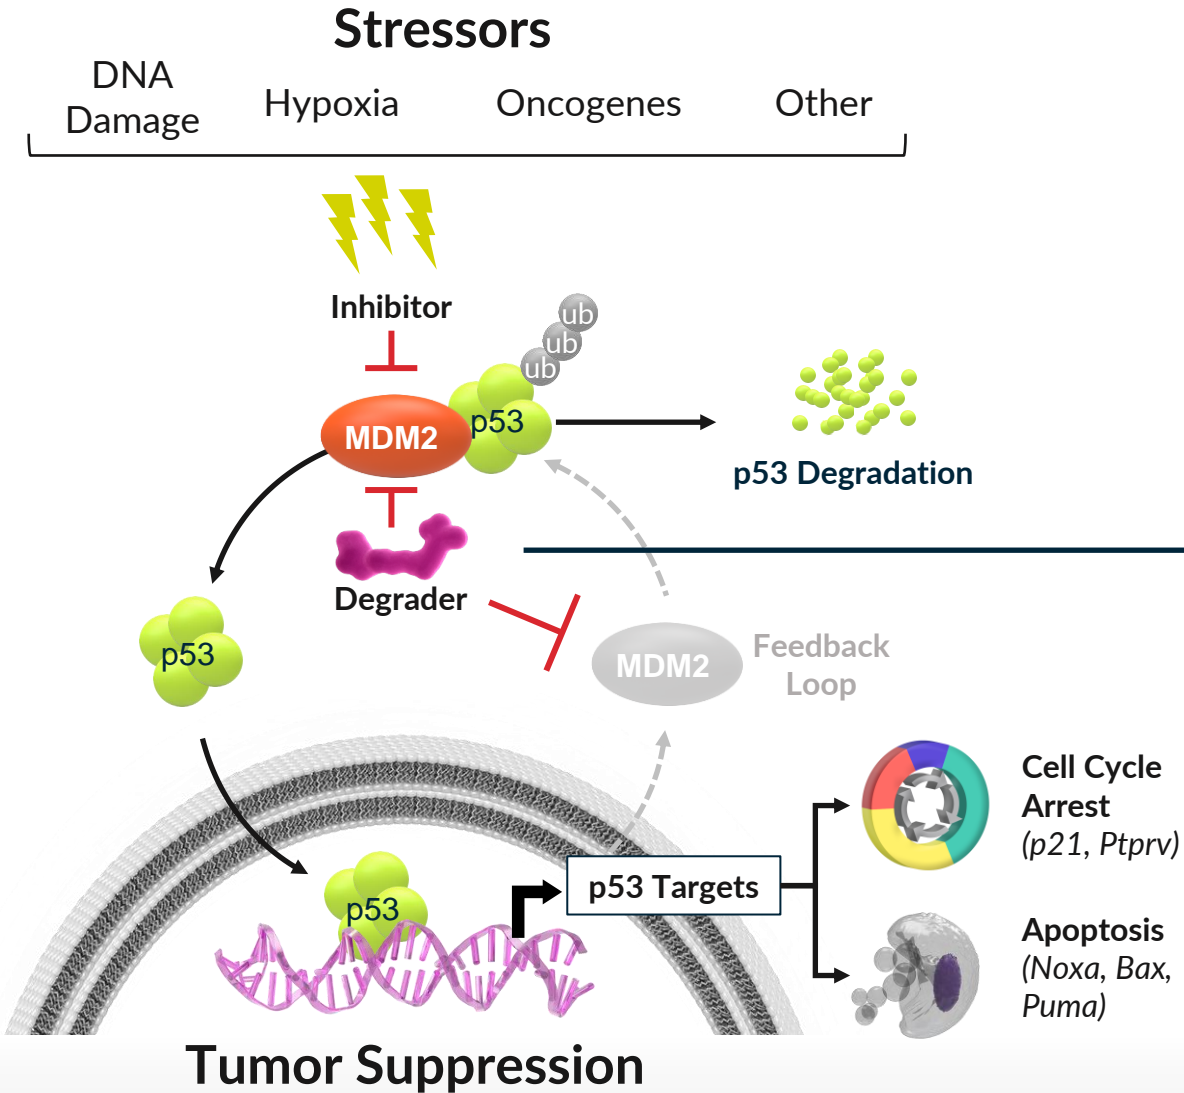 Stressors
DNA
Damage
Hypoxia
Oncogenes
Other
Inhibitor
ub
ub
ub
MDM2
p53
p53 Degradation
Degrader
p53
MDM2
Feedback
Loop
Cell Cycle
Arrest
(p21, Ptprv)
p53 Targets
p53
Apoptosis
(Noxa, Bax,
Puma)
Tumor Suppression